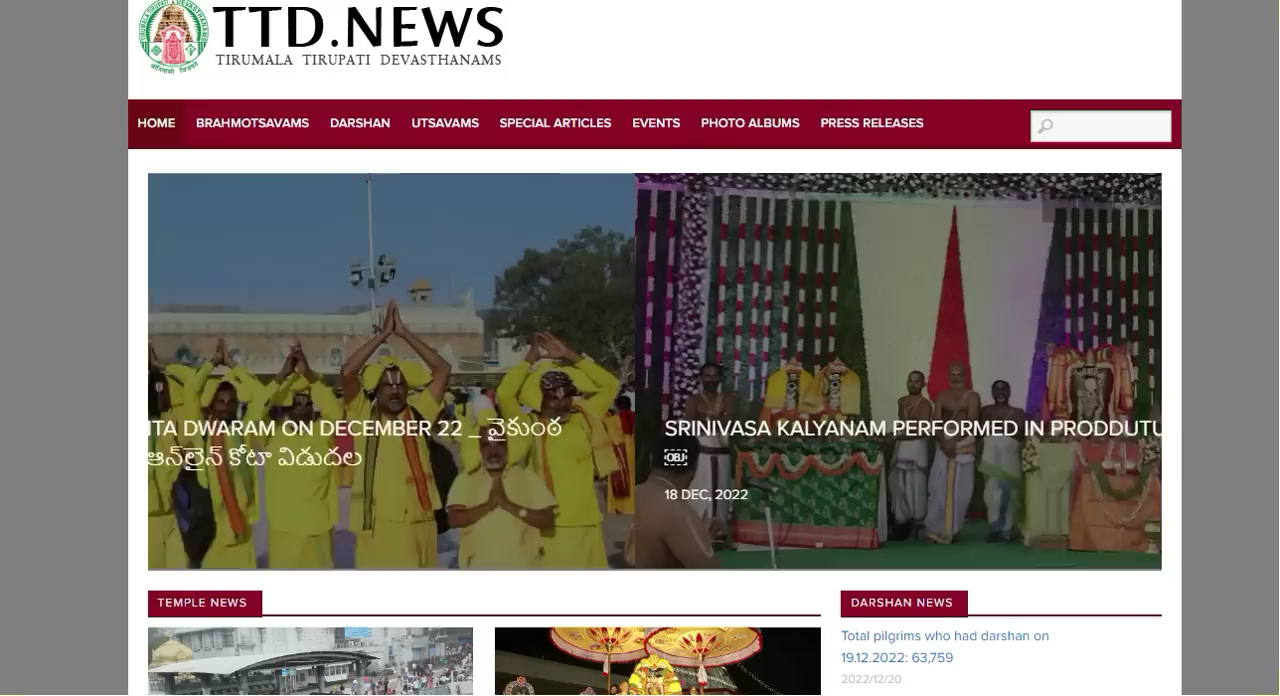 TTD.NEWS
TIRUMALA TIRUPATI DEVASTHANAMS
HOME BRAHMOTSAVAMS DARSHAN UTSAVAMS SPECIAL ARTICLES EVENTS PHOTO ALBUMS PRESS RELEASES
DWARAM ON DECEMBER 22 _ వైకుంఠ
ఆన్‌లైన్ కోటా విడుదల
SRINIVASA KALYANAM PERFORMED IN
OBJ
18 DEC, 2022
TEMPLE NEWS
DARSHAN NEWS
Total pilgrims who had darshan on
19.12.2022: 63,759
2022/12/20